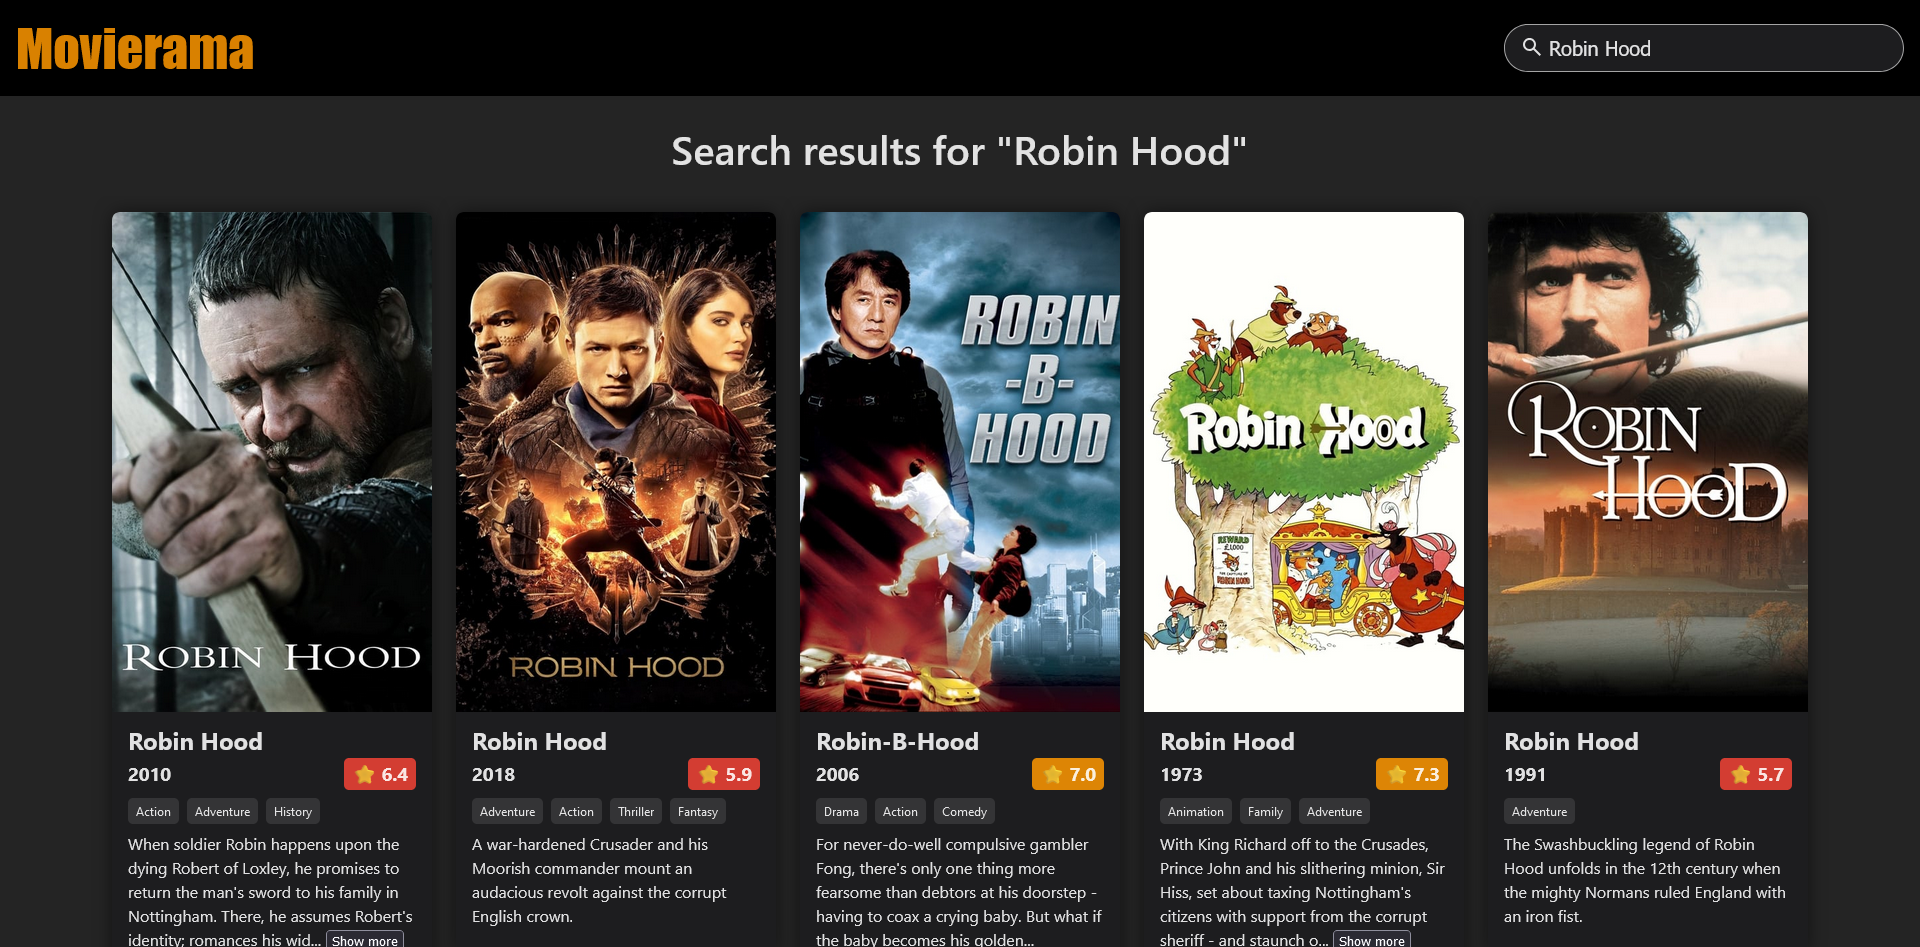 Movierama
Robin Hood
Search results for "Robin Hood"
ROBIN HOOD
Robin Hood
2010
6.4
Action Adventure History
When soldier Robin happens upon the
dying Robert of Loxley, he promises to
return the man's sword to his family in
Nottingham. There, he assumes Robert's
identity; romances his wid... Show more
ROBIN HOOD
Robin Hood
2018
5.9
Adventure Action Thriller Fantasy
A war-hardened Crusader and his
Moorish commander mount an
audacious revolt against the corrupt
English crown.
ROBIN
-B-
HOOD
Robin-B-Hood
2006
7.0
Drama Action Comedy
For never-do-well compulsive gambler
Fong, there's only one thing more
fearsome than debtors at his doorstep -
having to coax a crying baby. But what if
the baby becomes his golden...
Robin Hood
REWARD
£1,000
ROBIN HOOD
Robin Hood
1973
7.3
Animation Family Adventure
With King Richard off to the Crusades,
Prince John and his slithering minion, Sir
Hiss, set about taxing Nottingham's
citizens with support from the corrupt
sheriff - and staunch o... Show more
ROBIN
HOOD
Robin Hood
1991
5.7
Adventure
The Swashbuckling legend of Robin
Hood unfolds in the 12th century when
the mighty Normans ruled England with
an iron fist.